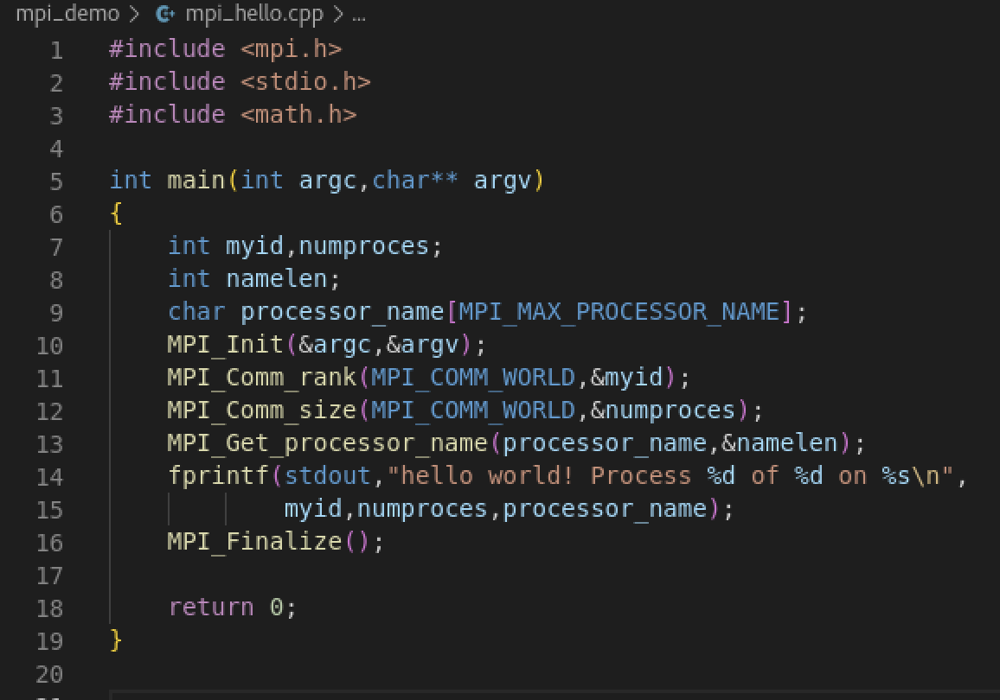 mpi_demo > mpi_hello.cpp > ...
1 #include <mpi.h>
2 #include <stdio.h>
3 #include <math.h>
4
5 int main(int argc,char** argv)
6 {
7     int myid,numproces;
8     int namelen;
9     char processor_name[MPI_MAX_PROCESSOR_NAME];
10     MPI_Init(&argc,&argv);
11     MPI_Comm_rank(MPI_COMM_WORLD,&myid);
12     MPI_Comm_size(MPI_COMM_WORLD,&numproces);
13     MPI_Get_processor_name(processor_name,&namelen);
14     fprintf(stdout,"hello world! Process %d of %d on %s\n",
15             myid,numproces,processor_name);
16     MPI_Finalize();
17
18     return 0;
19 }
20